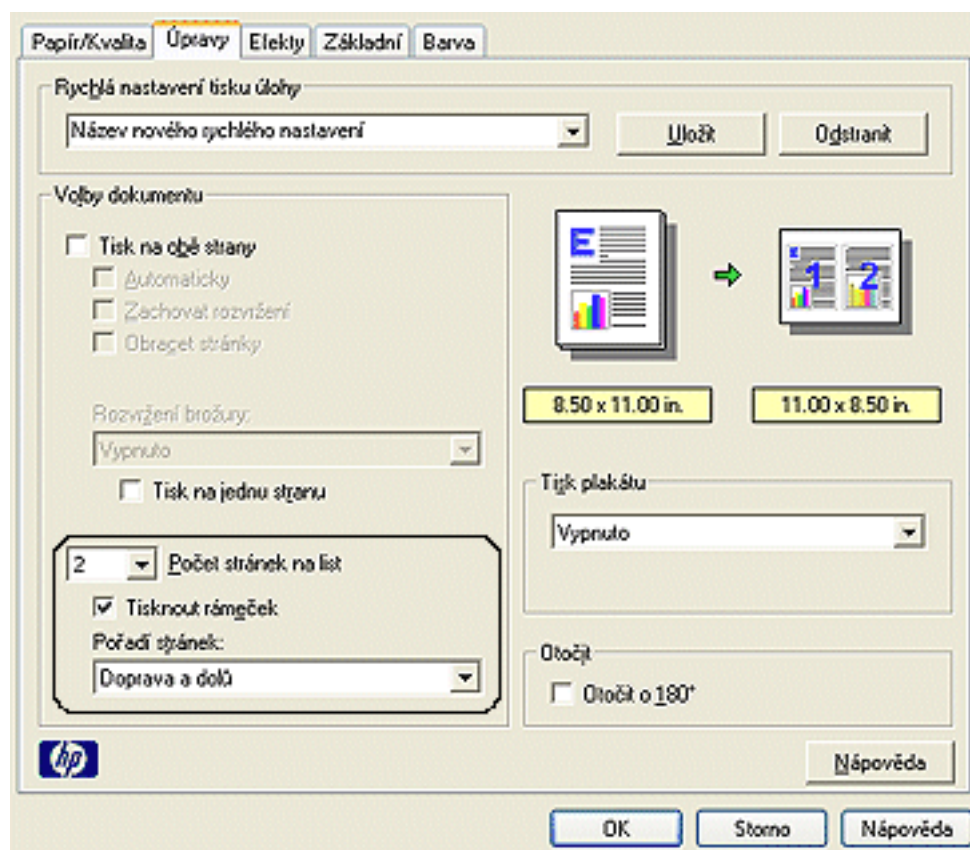 Papír/Kvalita Úpravy Efekty Základní Barva
Rychlá nastavení tisku úlohy
Název nového rychlého nastavení Uložit Odstranit
Volby dokumentu
Tisk na obě strany
Automaticky
Zachovat rozvržení
Obracet stránky
Rozvržení brožury:
Vypnuto
Tisk na jednu stranu
2 Počet stránek na list
Tisknout rámeček
Pořadí stránek:
Doprava a dolů
E
1 2
8.50 x 11.00 in. 11.00 x 8.50 in.
Tisk plakátu
Vypnuto
Otočit
Otočit o 180°
hp
Nápověda
OK Storno Nápověda